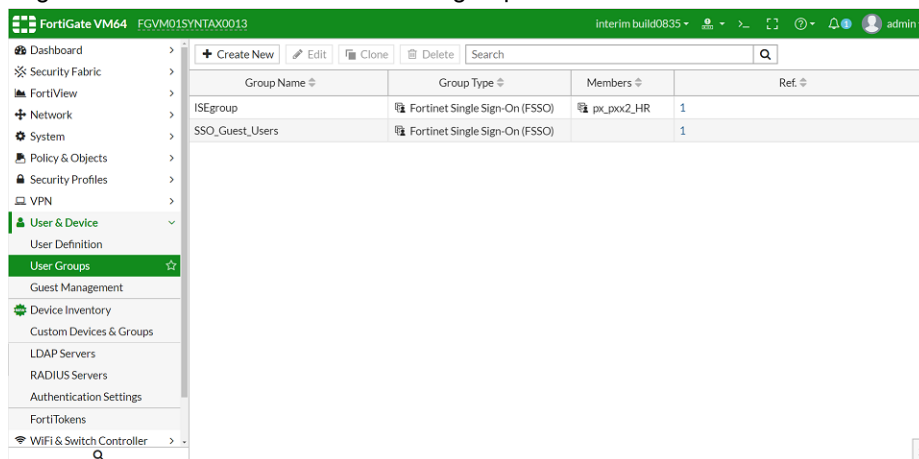 FortiGate VM64 FGVM01SYNTAX0013 interim build0835 admin
Dashboard
Security Fabric
FortiView
Network
System
Policy & Objects
Security Profiles
VPN
User & Device
User Definition
User Groups
Guest Management
Device Inventory
Custom Devices & Groups
LDAP Servers
RADIUS Servers
Authentication Settings
FortiTokens
WiFi & Switch Controller
+ Create New Edit Clone Delete Search
Group Name Group Type Members Ref.
ISEgroup Fortinet Single Sign-On (FSSO) px_pxx2_HR 1
SSO_Guest_Users Fortinet Single Sign-On (FSSO) 1